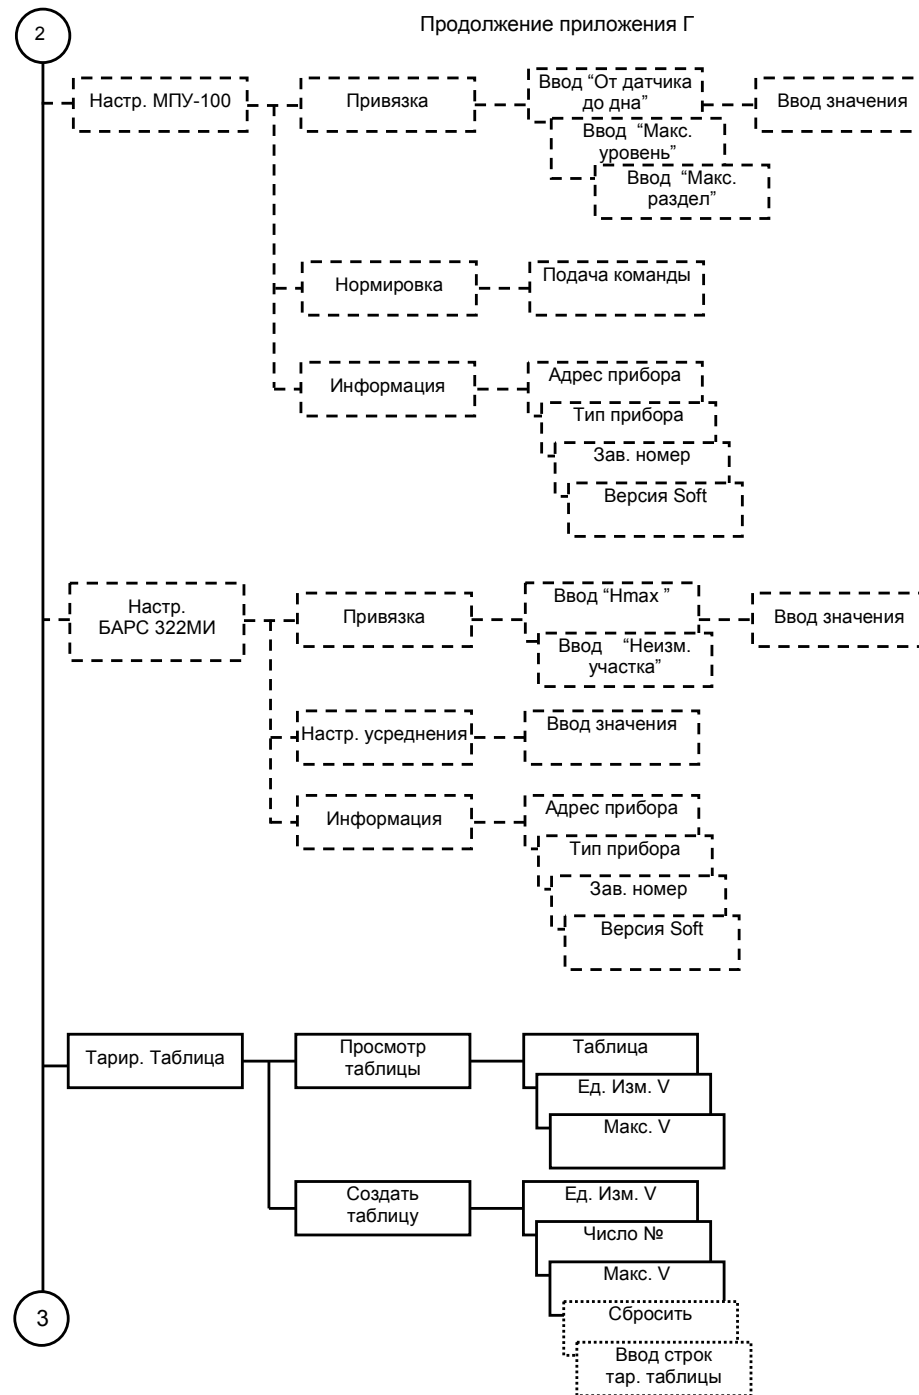 Продолжение приложения Г
2
Настр. МПУ-100
Привязка
Ввод “От датчика
до дна”
Ввод “Макс.
уровень”
Ввод “Макс.
раздел”
Ввод значения
Нормировка
Подача команды
Информация
Адрес прибора
Тип прибора
Зав. номер
Версия Soft
Настр.
БАРС 322МИ
Привязка
Ввод “Hmax ”
Ввод “Неизм.
участка”
Ввод значения
Настр. усреднения
Ввод значения
Информация
Адрес прибора
Тип прибора
Зав. номер
Версия Soft
Тарир. Таблица
Просмотр
таблицы
Таблица
Ед. Изм. V
Макс. V
Создать
таблицу
Ед. Изм. V
Число №
Макс. V
Сбросить
Ввод строк
тар. таблицы
3